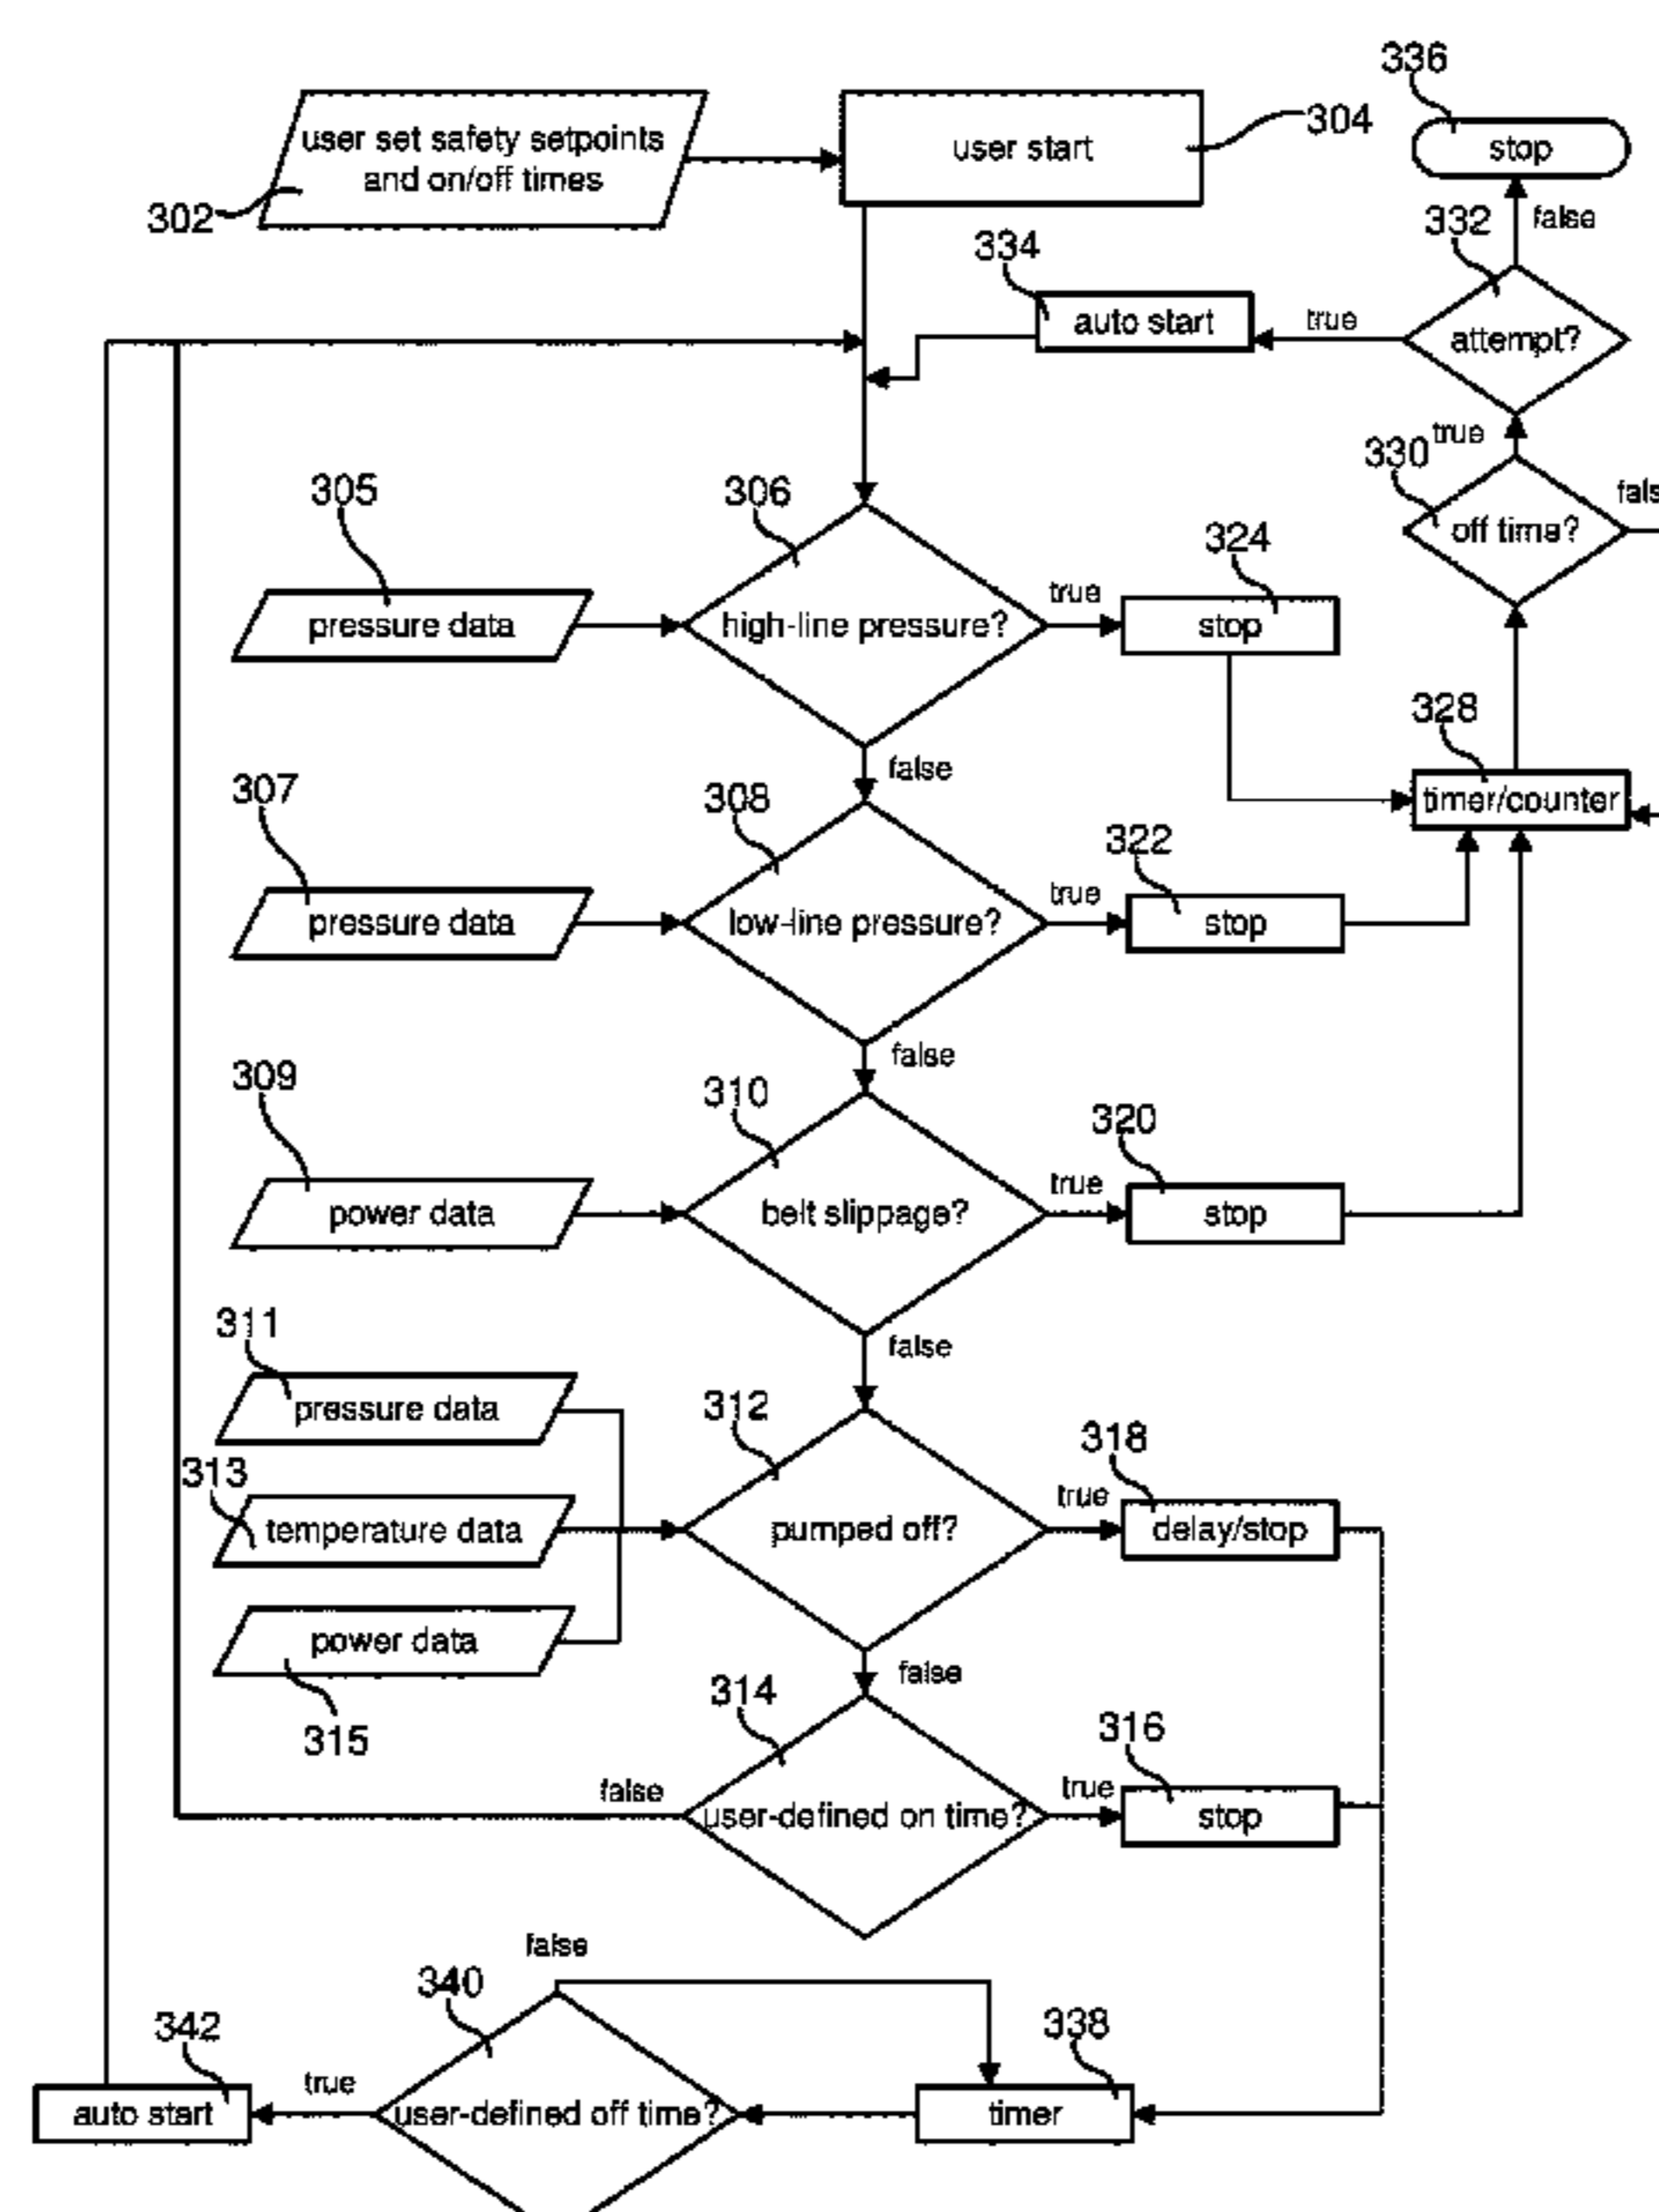 336
user set safety setpoints
and on/off times
302
user start
304
stop
false
332
334
auto start
true
attempt?
true
330
305
306
324
off time?
pressure data
high-line pressure?
true
stop
false
328
timer/counter
307
308
322
pressure data
low-line pressure?
true
stop
false
309
310
320
power data
belt slippage?
true
stop
false
311
pressure data
312
318
313
temperature data
pumped off?
true
delay/stop
power data
315
false
314
316
false
user-defined on time?
true
stop
false
340
342
338
auto start
true
user-defined off time?
timer